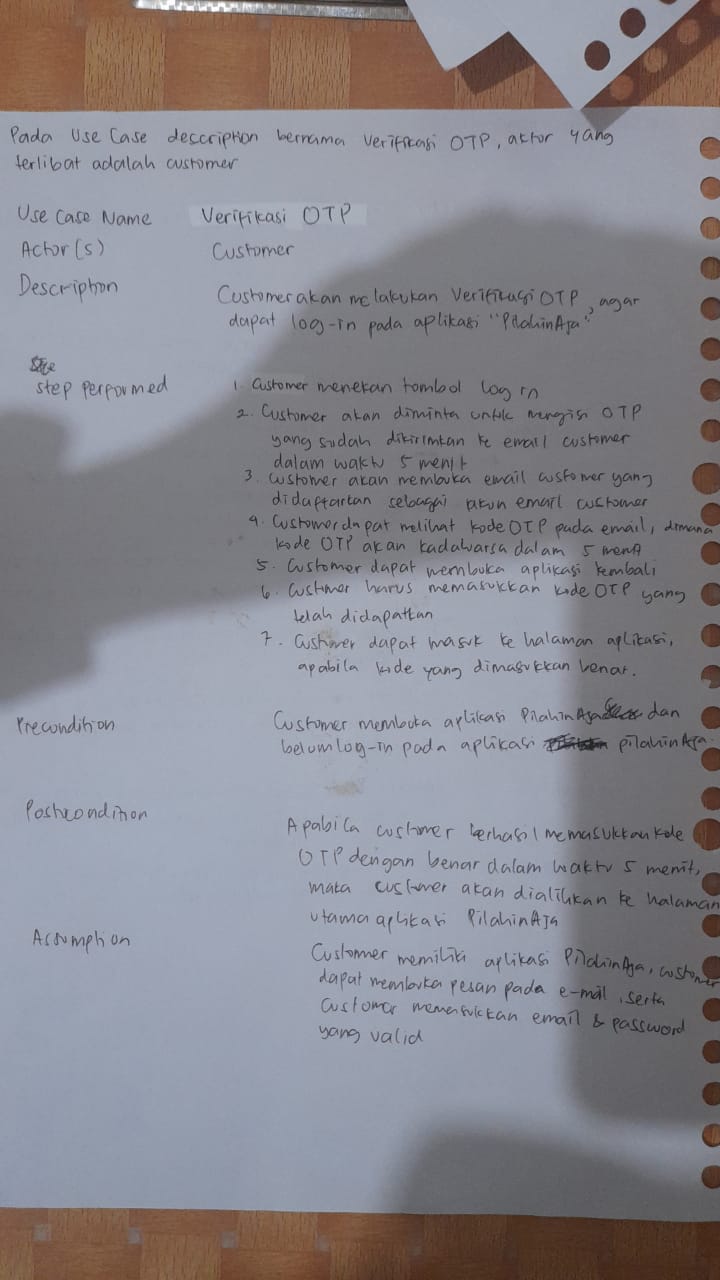 Pada Use Case description bernama Verifikasi OTP, aktor yang
terlibat adalah customer
Use Case Name Verifikasi OTP
Actor(s) Customer
Description Customer akan melakukan Verifikasi OTP, agar
dapat log-in pada aplikasi "PilahinAja".
step performed 1. Customer menekan tombol log in
2. Customer akan diminta untuk mengisi OTP
yang sudah dikirimkan ke email customer
dalam waktu 5 menit
3. Customer akan membuka email customer yang
didaftarkan sebagai akun email customer
4. Customer dapat melihat kode OTP pada email, dimana
kode OTP akan kadaluwarsa dalam 5 menit
5. Customer dapat membuka aplikasi kembali
6. Customer harus memasukkan kode OTP yang
telah didapatkan
7. Customer dapat masuk ke halaman aplikasi,
apabila kode yang dimasukkan benar.
Precondition Customer membuka aplikasi PilahinAja dan
belum log-in pada aplikasi pilahinAja.
Postcondition Apabila customer berhasil memasukkan kode
OTP dengan benar dalam waktu 5 menit,
maka customer akan dialihkan ke halaman
utama aplikasi PilahinAja
Assumption Customer memiliki aplikasi PilahinAja, customer
dapat membuka pesan pada e-mail, serta
Customer memasukkan email & password
yang valid